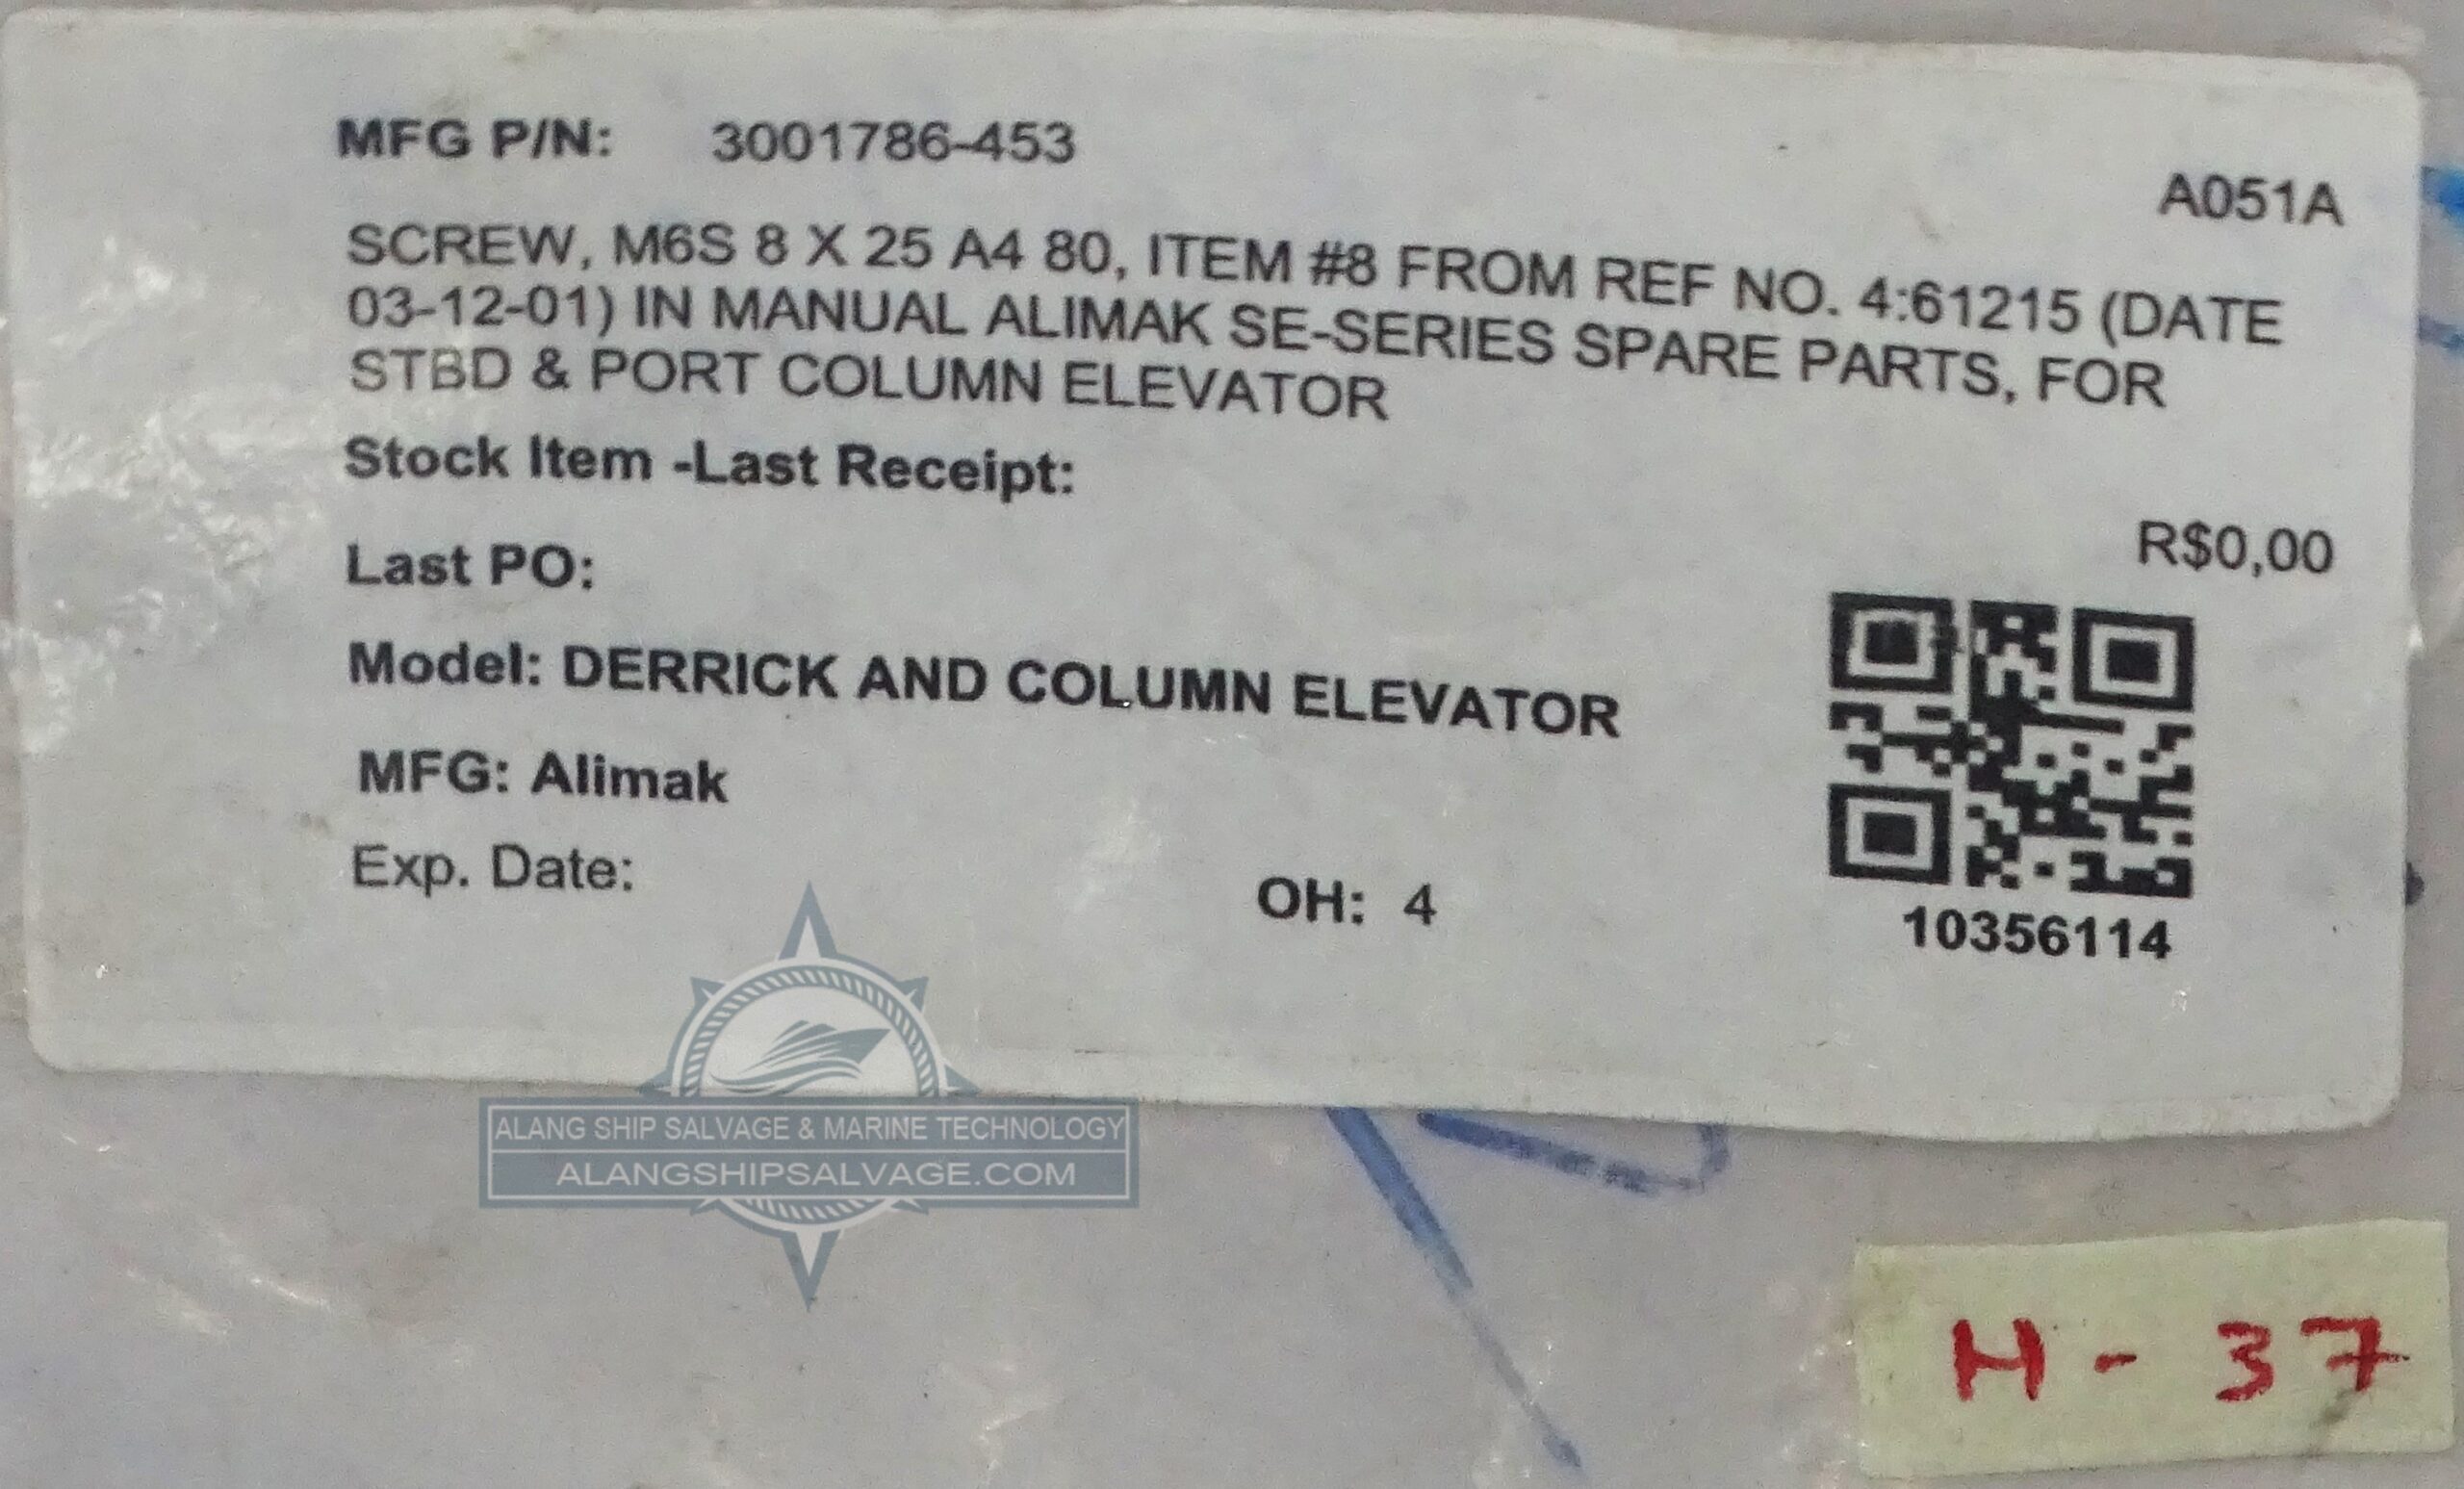 MFG P/N: 3001786-453
A051A
SCREW, M6S 8 X 25 A4 80, ITEM #8 FROM REF NO. 4:61215 (DATE
03-12-01) IN MANUAL ALIMAK SE-SERIES SPARE PARTS, FOR
STBD & PORT COLUMN ELEVATOR
Stock Item -Last Receipt:
Last PO:
R$0,00
Model: DERRICK AND COLUMN ELEVATOR
MFG: Alimak
Exp. Date:
OH: 4
10356114
ALANG SHIP SALVAGE & MARINE TECHNOLOGY
ALANGSHIPSALVAGE.COM
H - 37